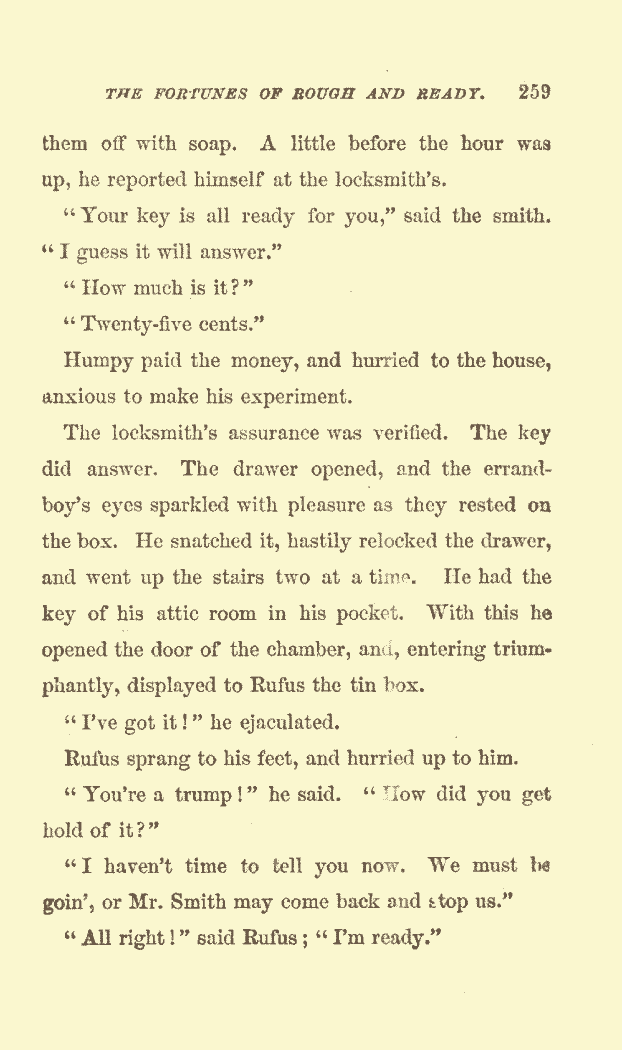 THE FORTUNES OF ROUGH AND READY. 259
them off with soap. A little before the hour was
up, he reported himself at the locksmith's.
"Your key is all ready for you," said the smith.
"I guess it will answer."
"How much is it?"
"Twenty-five cents."
Humpy paid the money, and hurried to the house,
anxious to make his experiment.
The locksmith's assurance was verified. The key
did answer. The drawer opened, and the errand-
boy's eyes sparkled with pleasure as they rested on
the box. He snatched it, hastily relocked the drawer,
and went up the stairs two at a time. He had the
key of his attic room in his pocket. With this he
opened the door of the chamber, and, entering trium-
phantly, displayed to Rufus the tin box.
"I've got it!" he ejaculated.
Rufus sprang to his feet, and hurried up to him.
"You're a trump!" he said. "How did you get
hold of it?"
"I haven't time to tell you now. We must be
goin', or Mr. Smith may come back and stop us."
"All right!" said Rufus; "I'm ready."